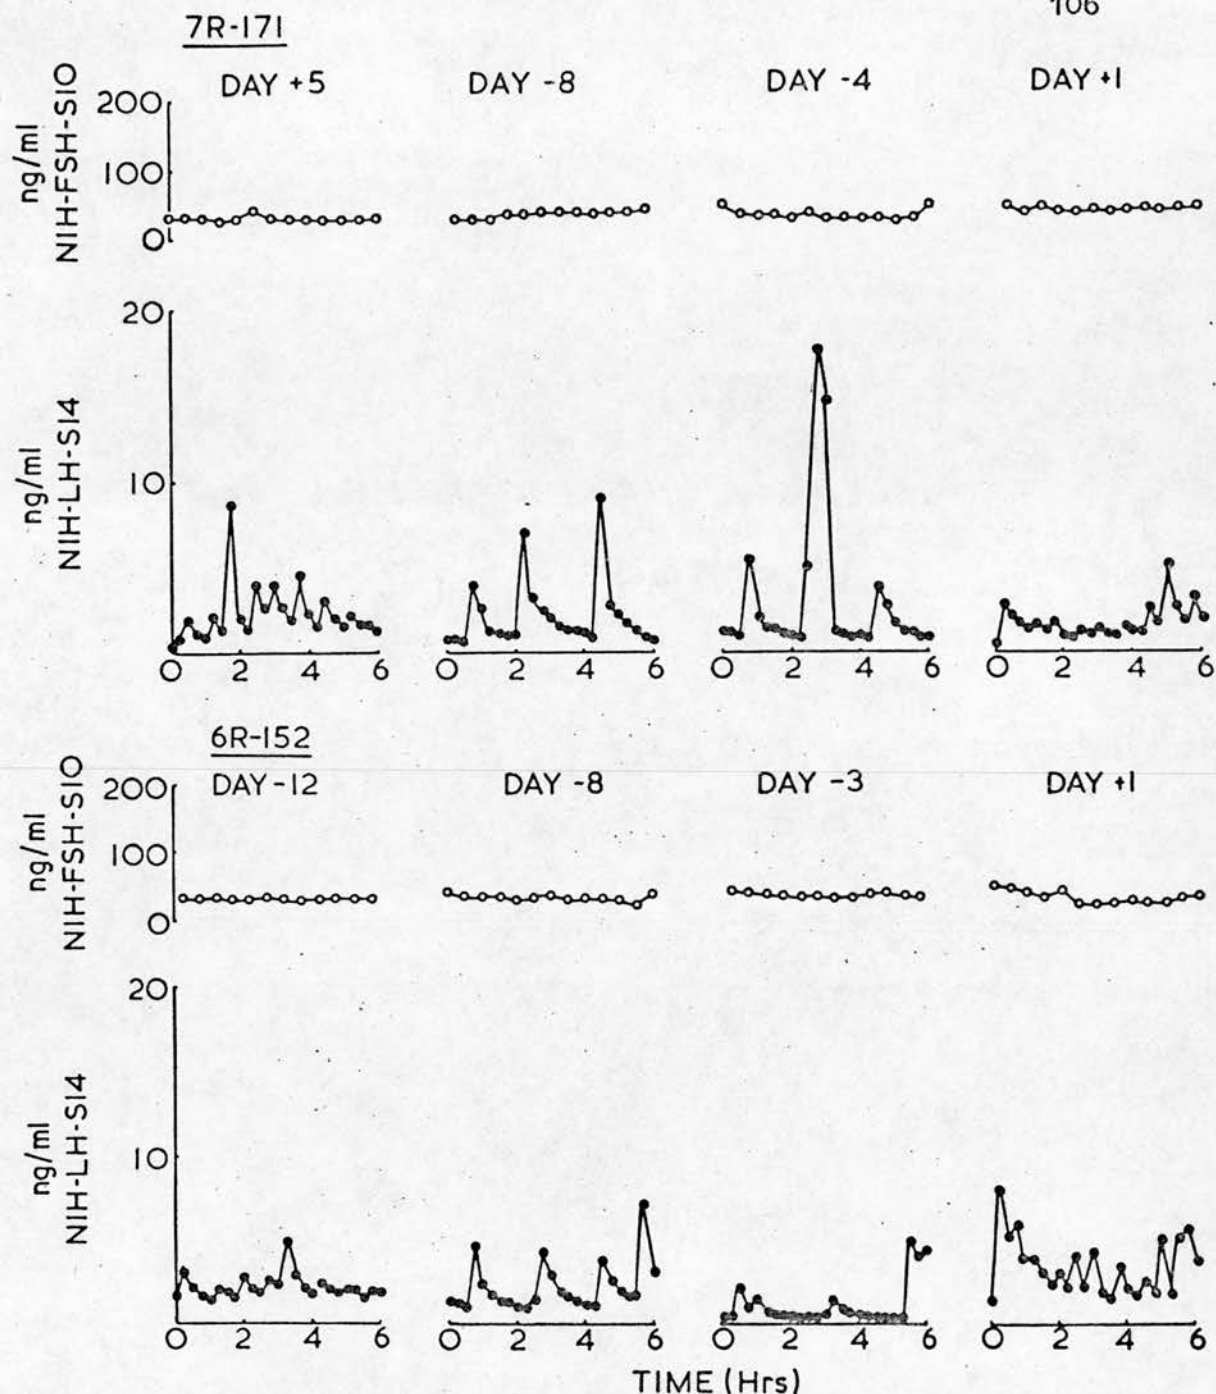 106
7R-171
DAY +5 DAY -8 DAY -4 DAY +1
ng/ml
NIH-FSH-S10
200
100
0
ng/ml
NIH-LH-S14
20
10
0 2 4 6 0 2 4 6 0 2 4 6 0 2 4 6
6R-152
DAY -12 DAY -8 DAY -3 DAY +1
ng/ml
NIH-FSH-S10
200
100
0
ng/ml
NIH-LH-S14
20
10
0 2 4 6 0 2 4 6 0 2 4 6 0 2 4 6
TIME (Hrs)